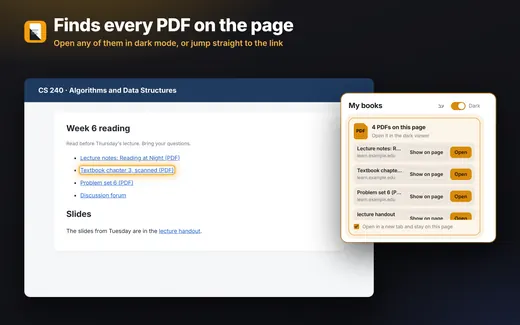 Finds every PDF on the page
Open any of them in dark mode, or jump straight to the link
CS 240 · Algorithms and Data Structures
Week 6 reading
Read before Thursday's lecture. Bring your questions.
Lecture notes: Reading at Night (PDF)
Textbook chapter 3, scanned (PDF)
Problem set 6 (PDF)
Discussion forum
Slides
The slides from Tuesday are in the lecture handout.
My books
Dark
PDF
4 PDFs on this page
Open it in the dark viewer
Lecture notes: R... Show on page Open
learn.example.edu
Textbook chapte... Show on page Open
learn.example.edu
Problem set 6 (P... Show on page Open
learn.example.edu
lecture handout Show on page Open
Open in a new tab and stay on this page